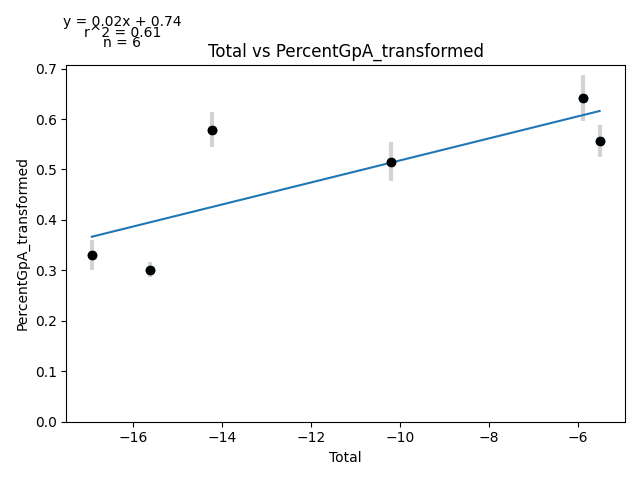 y = 0.02x + 0.74
r^2 = 0.61
n = 6
Total vs PercentGpA_transformed
0.7
0.6
0.5
0.4
0.3
0.2
0.1
0.0
PercentGpA_transformed
−16
−14
−12
−10
−8
−6
Total